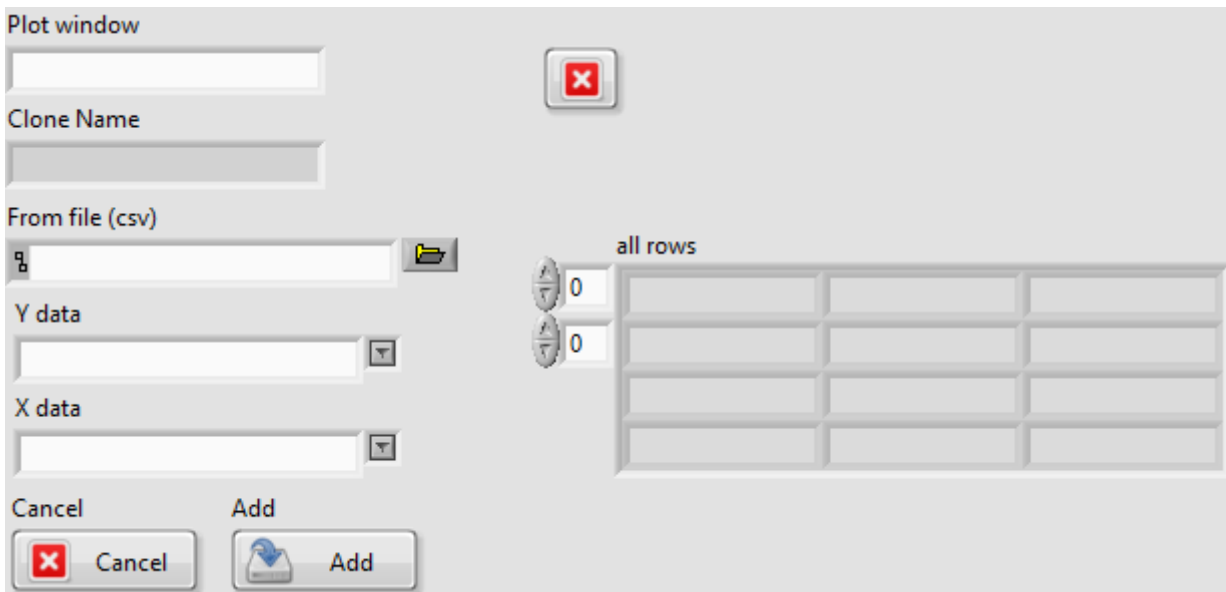 Plot window
Clone Name
From file (csv)
all rows
0
Y data
0
X data
Cancel Add
Cancel Add